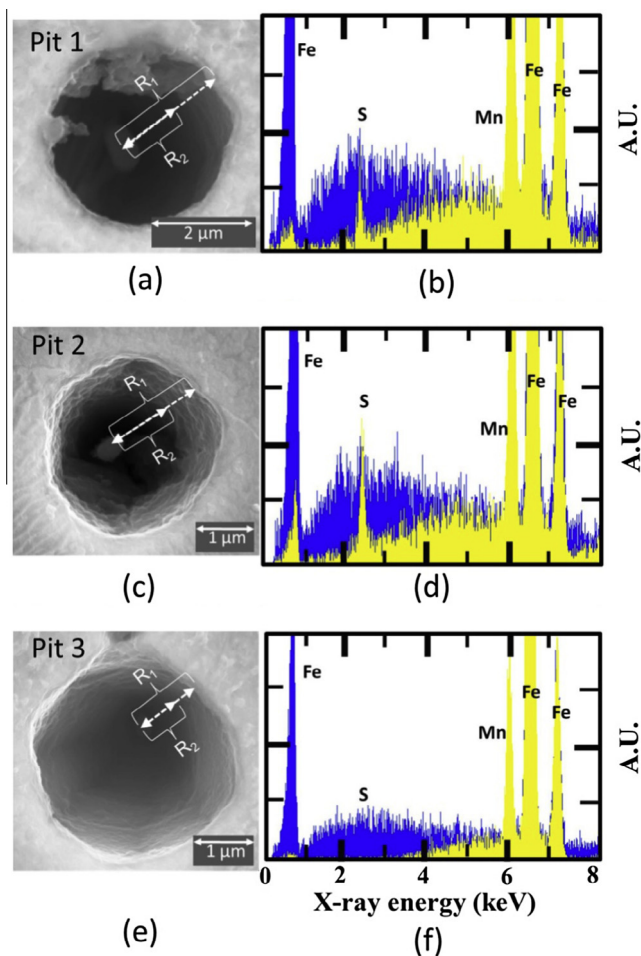 Pit 1
R1
R2
2 µm
(a)
Fe
S
Mn
Fe
Fe
A.U.
(b)
Pit 2
R1
R2
1 µm
(c)
Fe
S
Mn
Fe
Fe
A.U.
(d)
Pit 3
R1
R2
1 µm
(e)
Fe
S
Mn
Fe
Fe
A.U.
0 2 4 6 8
X-ray energy (keV)
(f)